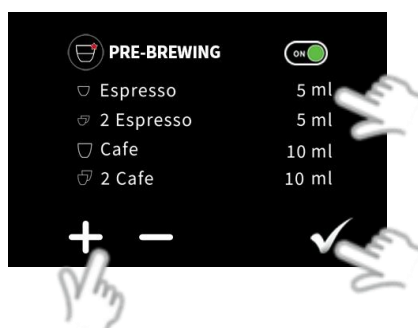 PRE-BREWING ON
Espresso 5 ml
2 Espresso 5 ml
Cafe 10 ml
2 Cafe 10 ml